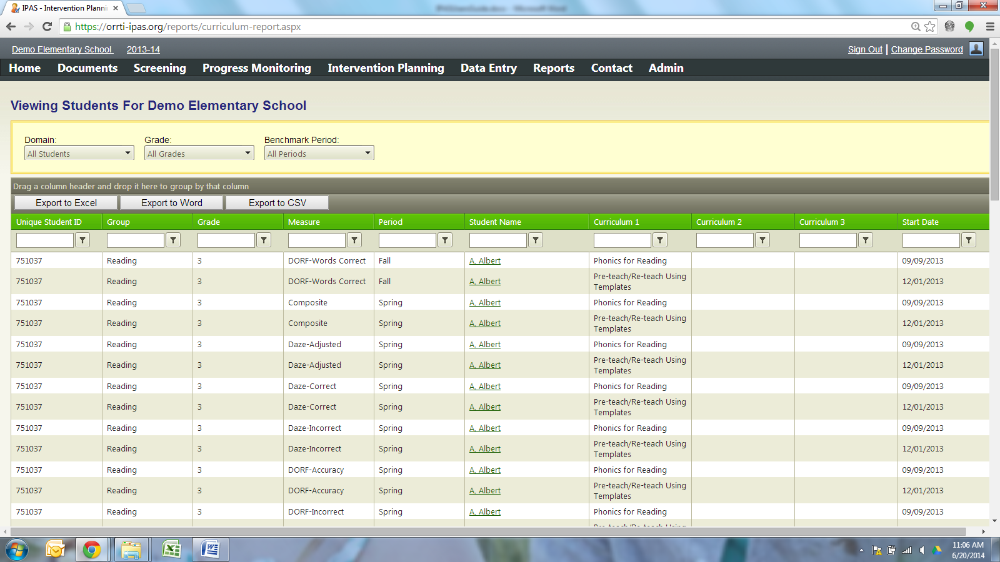 IPAS - Intervention Plannin
https://orrti-ipas.org/reports/curriculum-report.aspx
Demo Elementary School 2013-14 Sign Out | Change Password
Home Documents Screening Progress Monitoring Intervention Planning Data Entry Reports Contact Admin
Viewing Students For Demo Elementary School
Domain: Grade: Benchmark Period:
All Students All Grades All Periods
Drag a column header and drop it here to group by that column
Export to Excel Export to Word Export to CSV
Unique Student ID Group Grade Measure Period Student Name Curriculum 1 Curriculum 2 Curriculum 3 Start Date
751037 Reading 3 DORF-Words Correct Fall A, Albert Phonics for Reading 09/09/2013
751037 Reading 3 DORF-Words Correct Fall A, Albert Pre-teach/Re-teach Using 12/01/2013
Templates
751037 Reading 3 Composite Spring A, Albert Phonics for Reading 09/09/2013
751037 Reading 3 Composite Spring A, Albert Pre-teach/Re-teach Using 12/01/2013
Templates
751037 Reading 3 Daze-Adjusted Spring A, Albert Phonics for Reading 09/09/2013
751037 Reading 3 Daze-Adjusted Spring A, Albert Pre-teach/Re-teach Using 12/01/2013
Templates
751037 Reading 3 Daze-Correct Spring A, Albert Phonics for Reading 09/09/2013
751037 Reading 3 Daze-Correct Spring A, Albert Pre-teach/Re-teach Using 12/01/2013
Templates
751037 Reading 3 Daze-Incorrect Spring A, Albert Phonics for Reading 09/09/2013
751037 Reading 3 Daze-Incorrect Spring A, Albert Pre-teach/Re-teach Using 12/01/2013
Templates
751037 Reading 3 DORF-Accuracy Spring A, Albert Phonics for Reading 09/09/2013
751037 Reading 3 DORF-Accuracy Spring A, Albert Pre-teach/Re-teach Using 12/01/2013
Templates
751037 Reading 3 DORF-Incorrect Spring A, Albert Phonics for Reading 09/09/2013
11:06 AM
6/20/2014